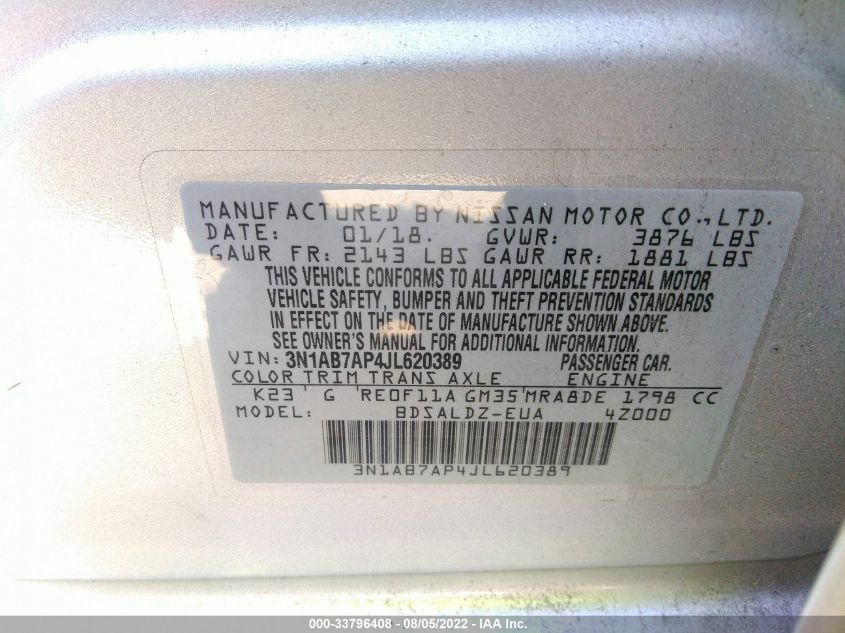 MANUFACTURED BY NISSAN MOTOR CO., LTD.
DATE: 01/18. GVWR: 3876 LBS
GAWR FR: 2143 LBS GAWR RR: 1881 LBS
THIS VEHICLE CONFORMS TO ALL APPLICABLE FEDERAL MOTOR
VEHICLE SAFETY, BUMPER AND THEFT PREVENTION STANDARDS
IN EFFECT ON THE DATE OF MANUFACTURE SHOWN ABOVE.
SEE OWNER'S MANUAL FOR ADDITIONAL INFORMATION.
VIN: 3N1AB7AP4JL620389 PASSENGER CAR.
COLOR TRIM TRANS AXLE ENGINE
K23 G RE0F11A GM35 MRA8DE 1798 CC
MODEL: BDSALDZ-EUA 4Z000
3N1AB7AP4JL620389
000-33796408 - 08/05/2022 - IAA Inc.